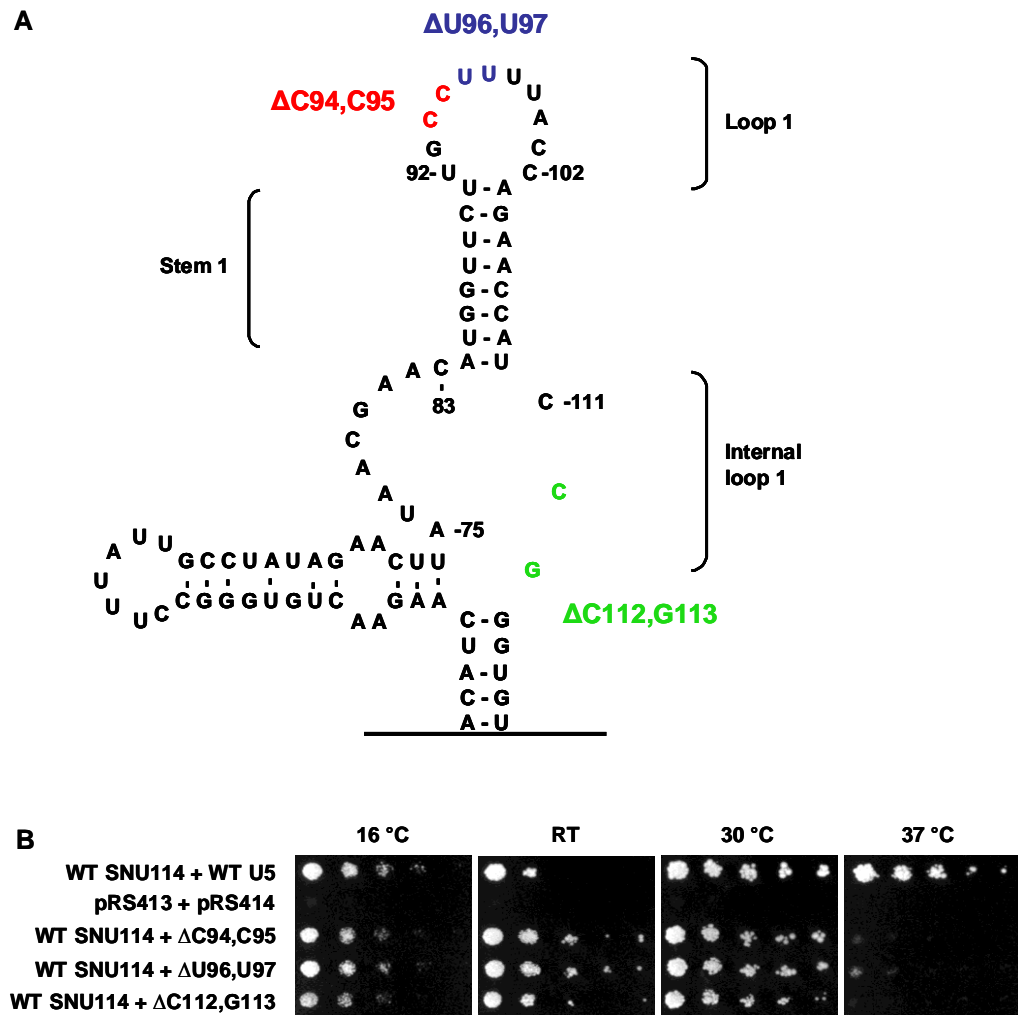 A
ΔU96,U97
U U U
ΔC94,C95
C U
C A
Loop 1
G C
92- U C -102
U - A
C - G
U - A
Stem 1
U - A
G - C
G - C
U - A
A A C A - U
83
C -111
G
C
Internal
loop 1
A
A
C
U
A -75
A U U G C C U A U A G A A C U U
G
U
U U C C G G G U G U C A A G A A
ΔC112,G113
C - G
U G
A - U
C - G
A - U
B
16 °C RT 30 °C 37 °C
WT SNU114 + WT U5
pRS413 + pRS414
WT SNU114 + ΔC94,C95
WT SNU114 + ΔU96,U97
WT SNU114 + ΔC112,G113